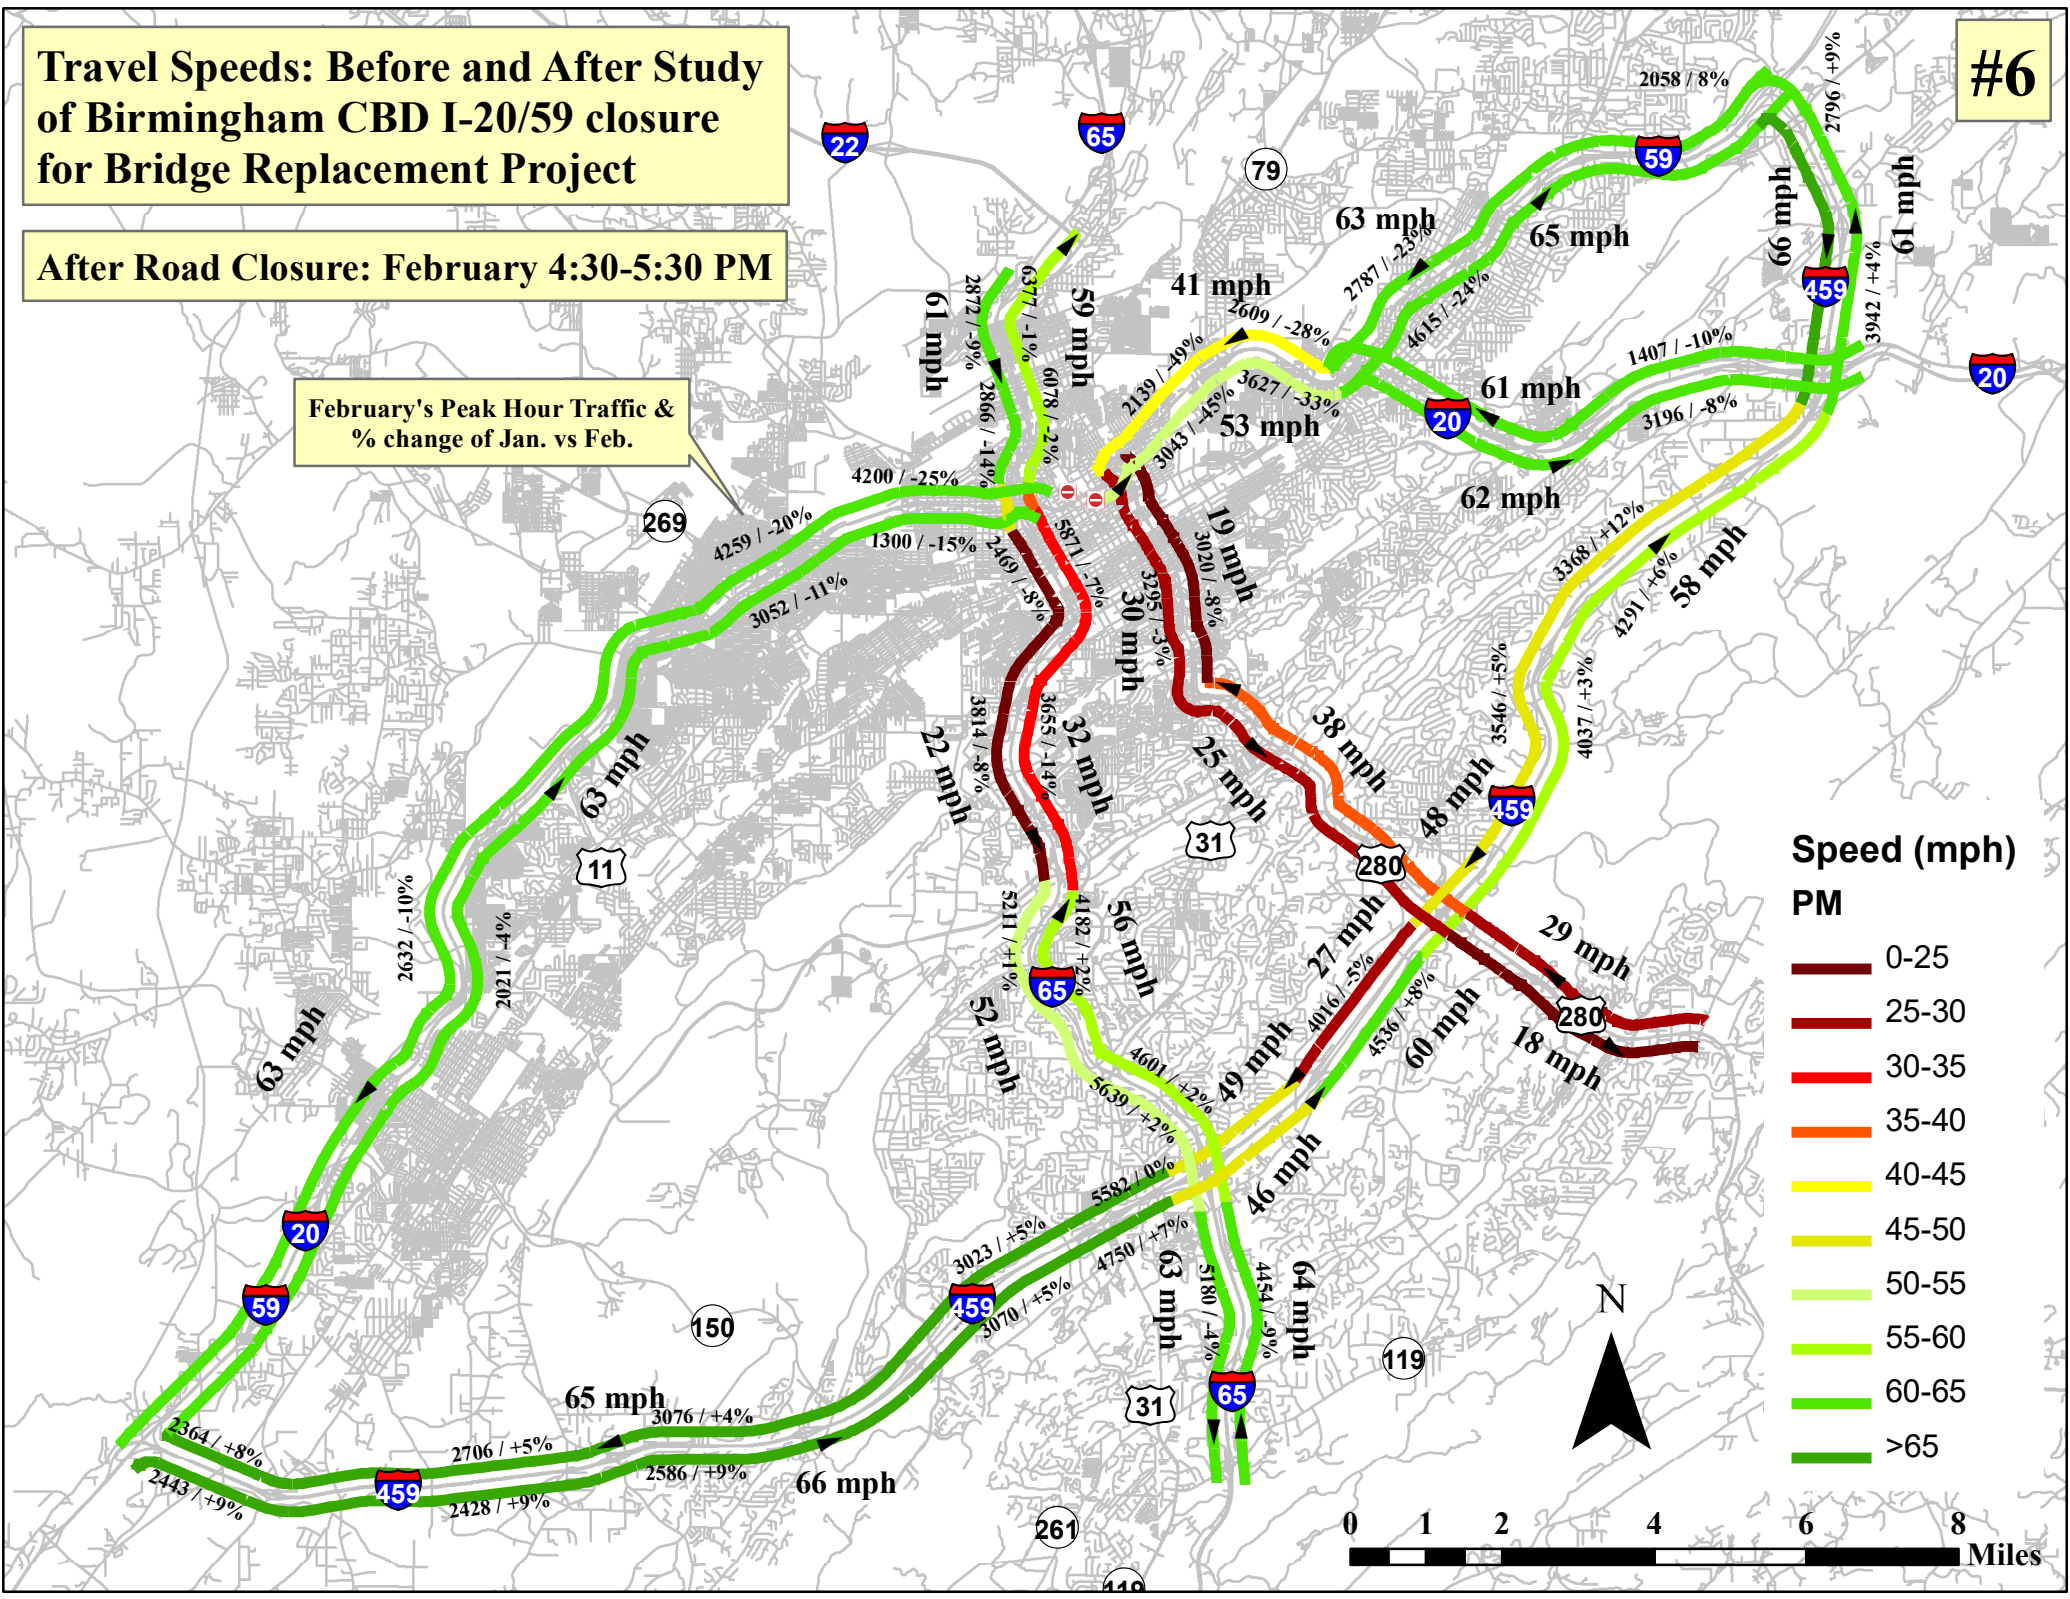 Travel Speeds: Before and After Study
of Birmingham CBD I-20/59 closure
for Bridge Replacement Project
#6
After Road Closure: February 4:30-5:30 PM
February's Peak Hour Traffic &
% change of Jan. vs Feb.
22
65
79
59
2058 / 8%
2796 / +9%
63 mph
65 mph
66 mph
61 mph
459
2787 / -23%
4615 / -24%
3942 / +4%
41 mph
2609 / -28%
2139 / -49%
3627 / -33%
3043 / -45%
53 mph
1407 / -10%
61 mph
20
20
3196 / -8%
62 mph
61 mph
2872 / -9%
6377 / -1%
59 mph
2866 / -14%
6078 / -2%
4200 / -25%
4259 / -20%
1300 / -15%
3052 / -11%
269
2469 / -8%
5871 / -7%
19 mph
3020 / -8%
3295 / -3%
30 mph
3368 / +12%
4291 / +6%
58 mph
3546 / +5%
4037 / +3%
48 mph
459
3814 / -8%
22 mph
3655 / -14%
32 mph
25 mph
38 mph
31
280
63 mph
11
2632 / -10%
2021 / -4%
63 mph
5211 / +1%
4182 / +2%
56 mph
65
52 mph
27 mph
4016 / -5%
4536 / +8%
60 mph
29 mph
280
18 mph
4601 / +2%
5639 / +2%
49 mph
46 mph
5582 / 0%
3023 / +5%
4750 / +7%
3070 / +5%
459
63 mph
5180 / -4%
4454 / -9%
64 mph
65
31
119
150
20
59
65 mph
3076 / +4%
2706 / +5%
2364 / +8%
2443 / +9%
459
2428 / +9%
2586 / +9%
66 mph
261
119
Speed (mph)
PM
0-25
25-30
30-35
35-40
40-45
45-50
50-55
55-60
60-65
>65
N
0 1 2 4 6 8
Miles